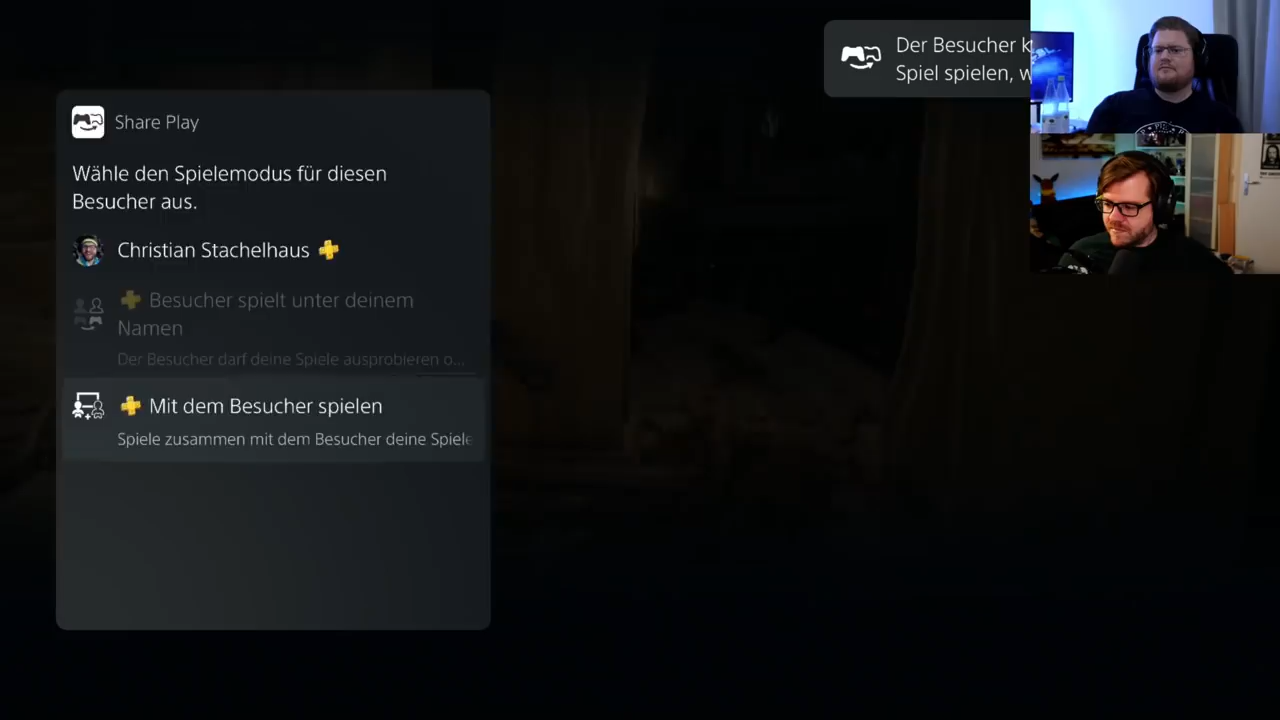 Der Besucher k
Spiel spielen, w
Share Play
Wähle den Spielemodus für diesen
Besucher aus.
Christian Stachelhaus
Besucher spielt unter deinem
Namen
Der Besucher darf deine Spiele ausprobieren o...
Mit dem Besucher spielen
Spiele zusammen mit dem Besucher deine Spiele